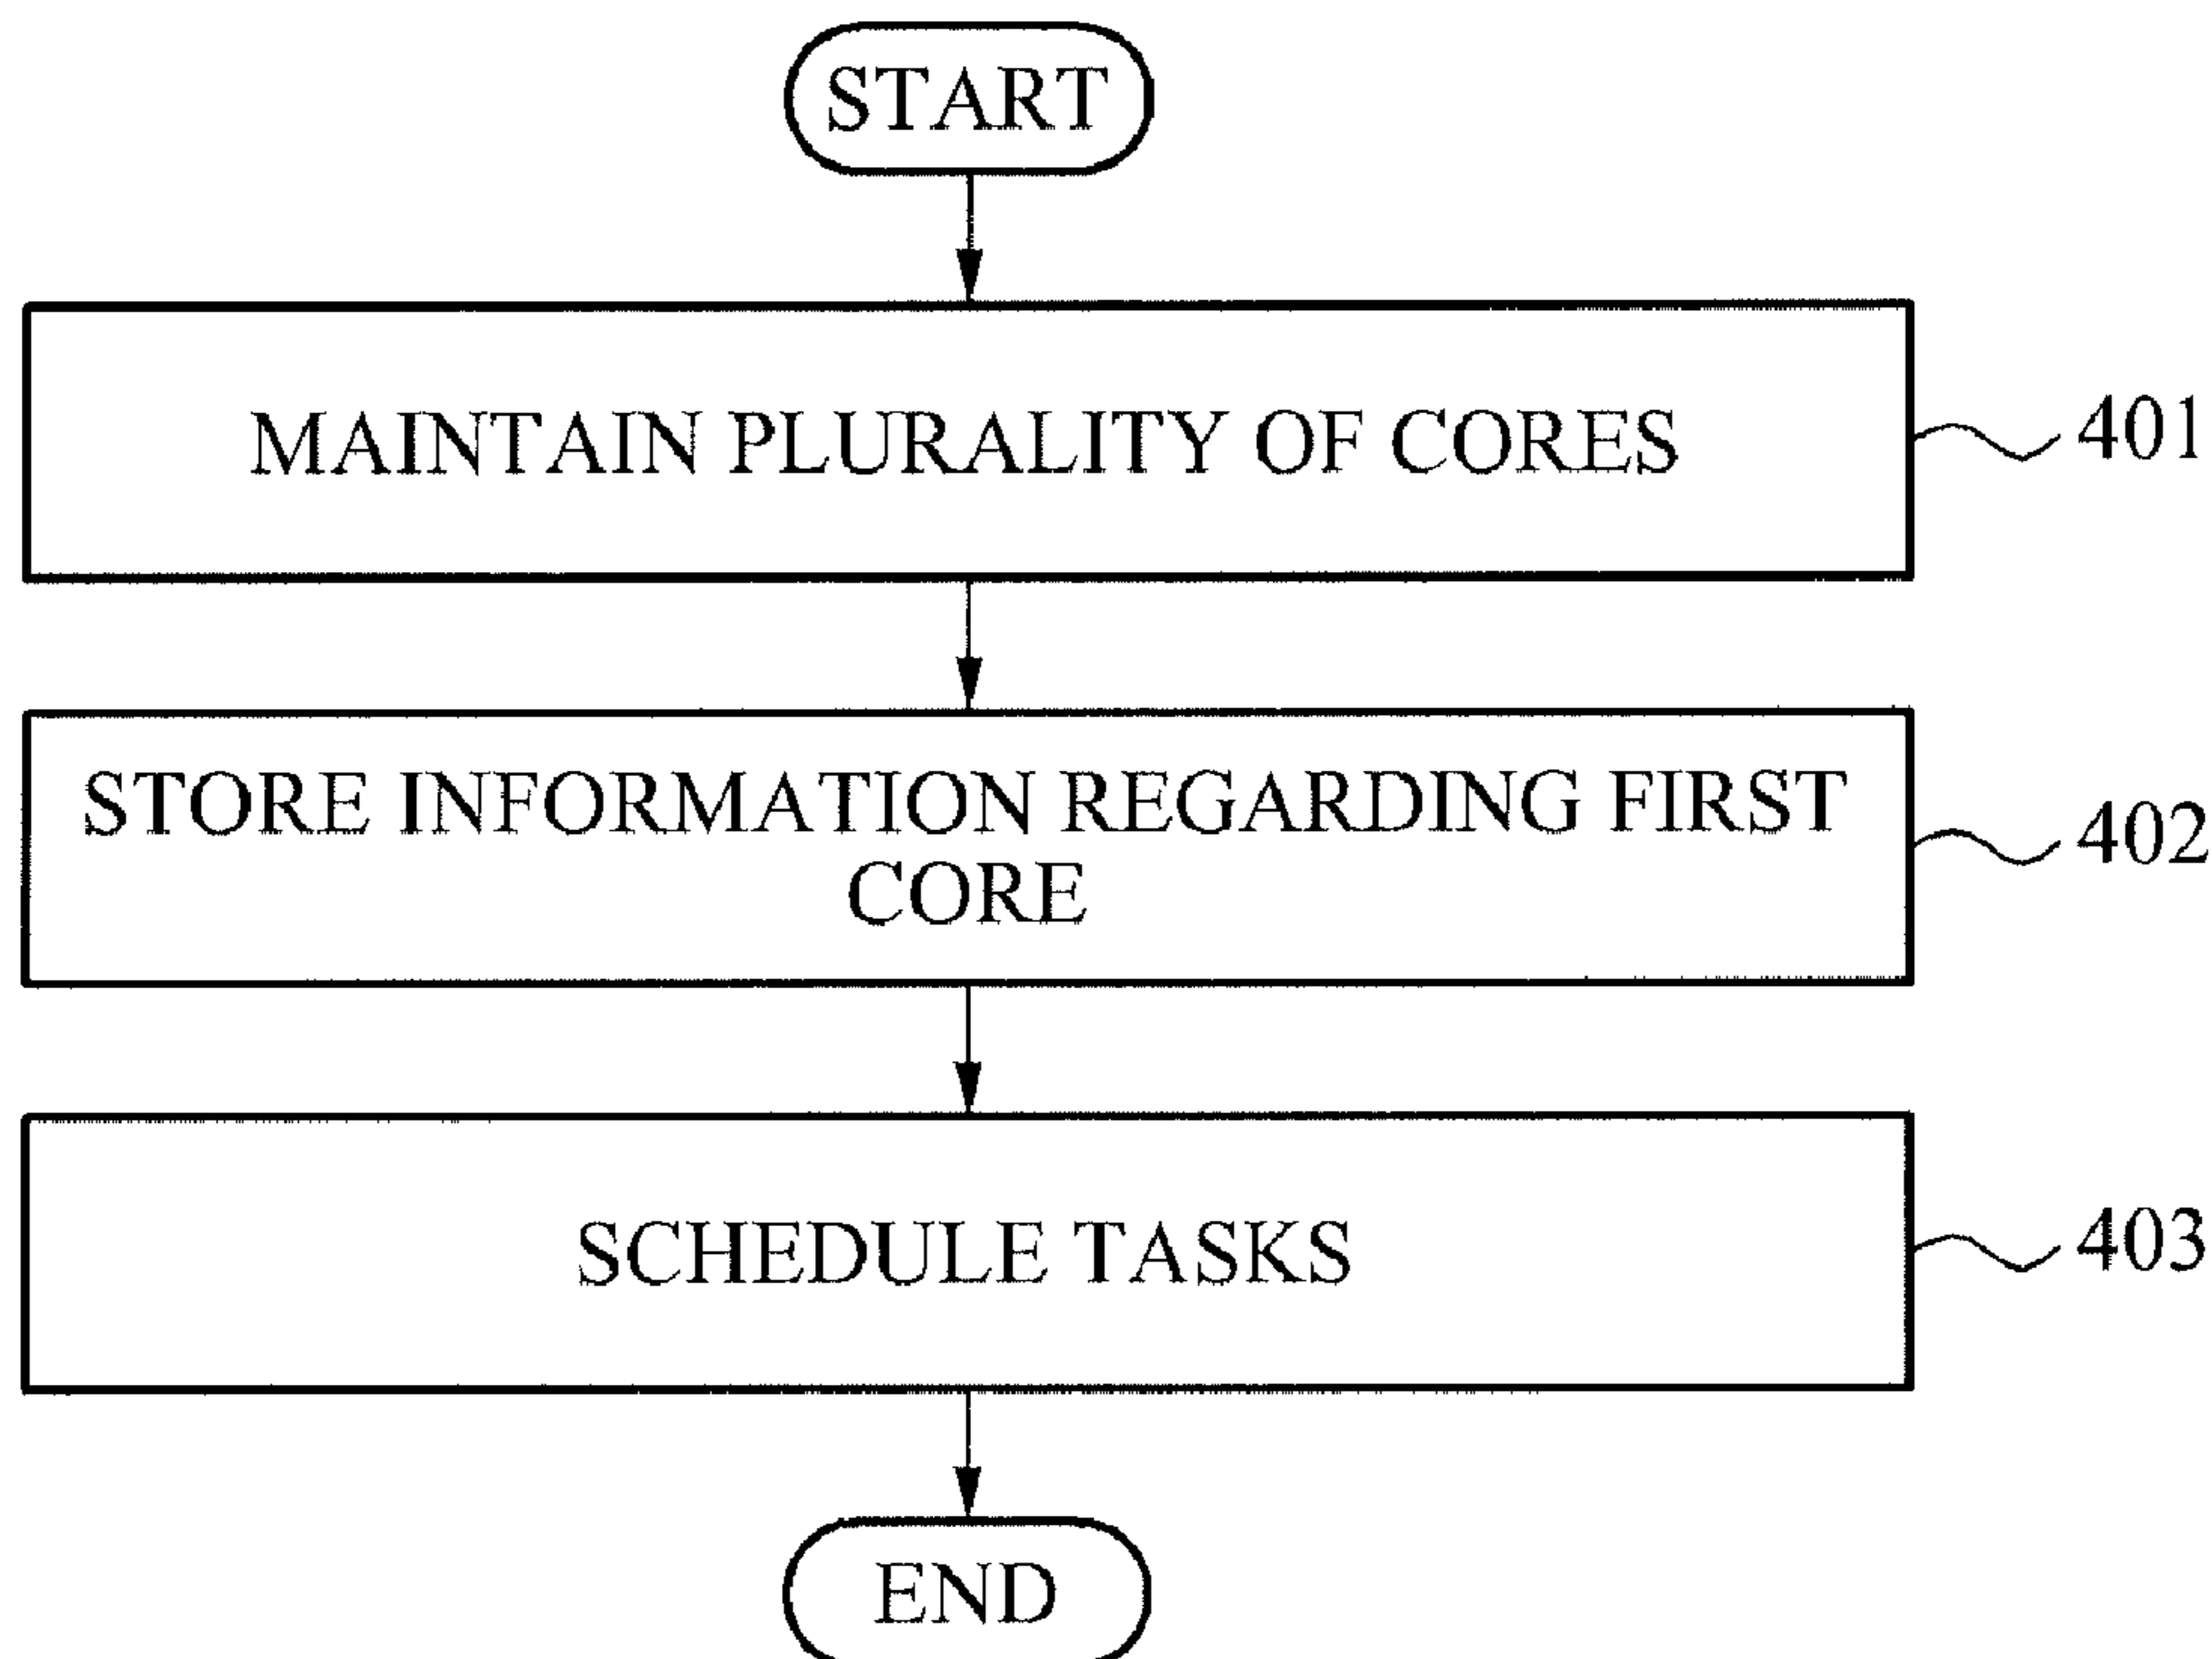 START
MAINTAIN PLURALITY OF CORES
401
STORE INFORMATION REGARDING FIRST
CORE
402
SCHEDULE TASKS
403
END